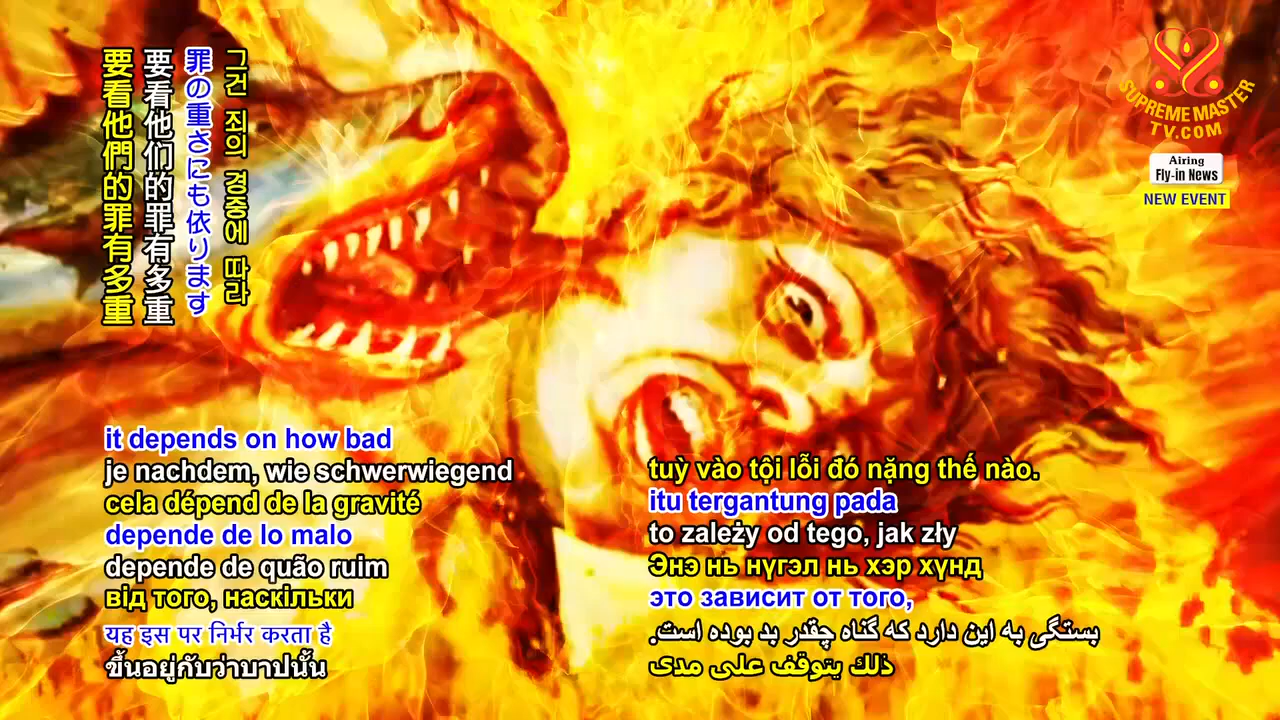 要看他們的罪有多重
要看他们的罪有多重
罪の重さにも依ります
그건 죄의 경중에 따라
SUPREME MASTER
TV.COM
Airing
Fly-in News
NEW EVENT
it depends on how bad
je nachdem, wie schwerwiegend
cela dépend de la gravité
depende de lo malo
depende de quão ruim
від того, наскільки
यह इस पर निर्भर करता है
ขึ้นอยู่กับว่าบาปนั้น
tuỳ vào tội lỗi đó nặng thế nào.
itu tergantung pada
to zależy od tego, jak zły
Энэ нь нүгэл нь хэр хүнд
это зависит от того,
بستگی به این دارد که گناه چقدر بد بوده است.
ذلك يتوقف على مدى